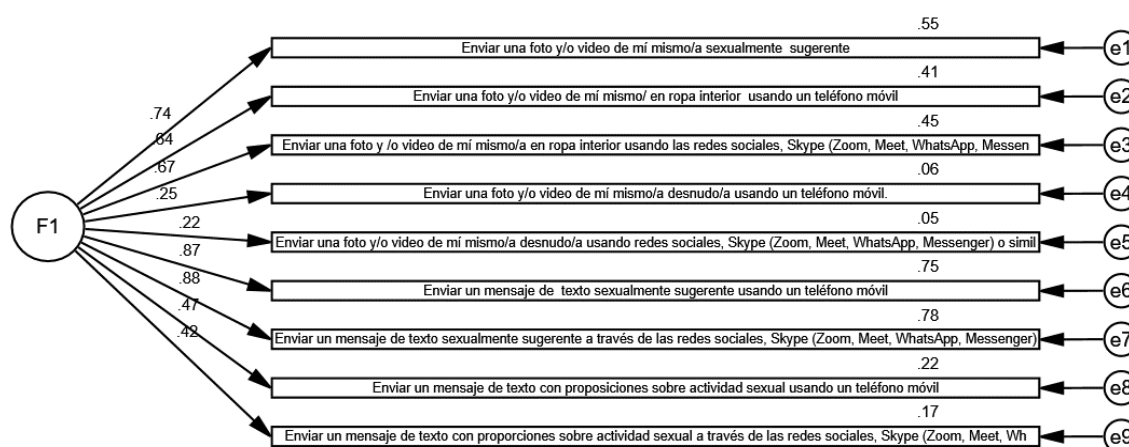 .55
Enviar una foto y/o video de mí mismo/a sexualmente sugerente
e1
.41
.74
Enviar una foto y/o video de mí mismo/ en ropa interior usando un teléfono móvil
e2
.64
.45
Enviar una foto y /o video de mí mismo/a en ropa interior usando las redes sociales, Skype (Zoom, Meet, WhatsApp, Messen
e3
.67
.06
.25
Enviar una foto y/o video de mí mismo/a desnudo/a usando un teléfono móvil.
e4
F1
.22
.05
Enviar una foto y/o video de mí mismo/a desnudo/a usando redes sociales, Skype (Zoom, Meet, WhatsApp, Messenger) o simil
e5
.87
.75
.88
Enviar un mensaje de texto sexualmente sugerente usando un teléfono móvil
e6
.47
.78
.42
Enviar un mensaje de texto sexualmente sugerente a través de las redes sociales, Skype (Zoom, Meet, WhatsApp, Messenger)
e7
.22
Enviar un mensaje de texto con proposiciones sobre actividad sexual usando un teléfono móvil
e8
.17
Enviar un mensaje de texto con proporciones sobre actividad sexual a través de las redes sociales, Skype (Zoom, Meet, Wh
e9